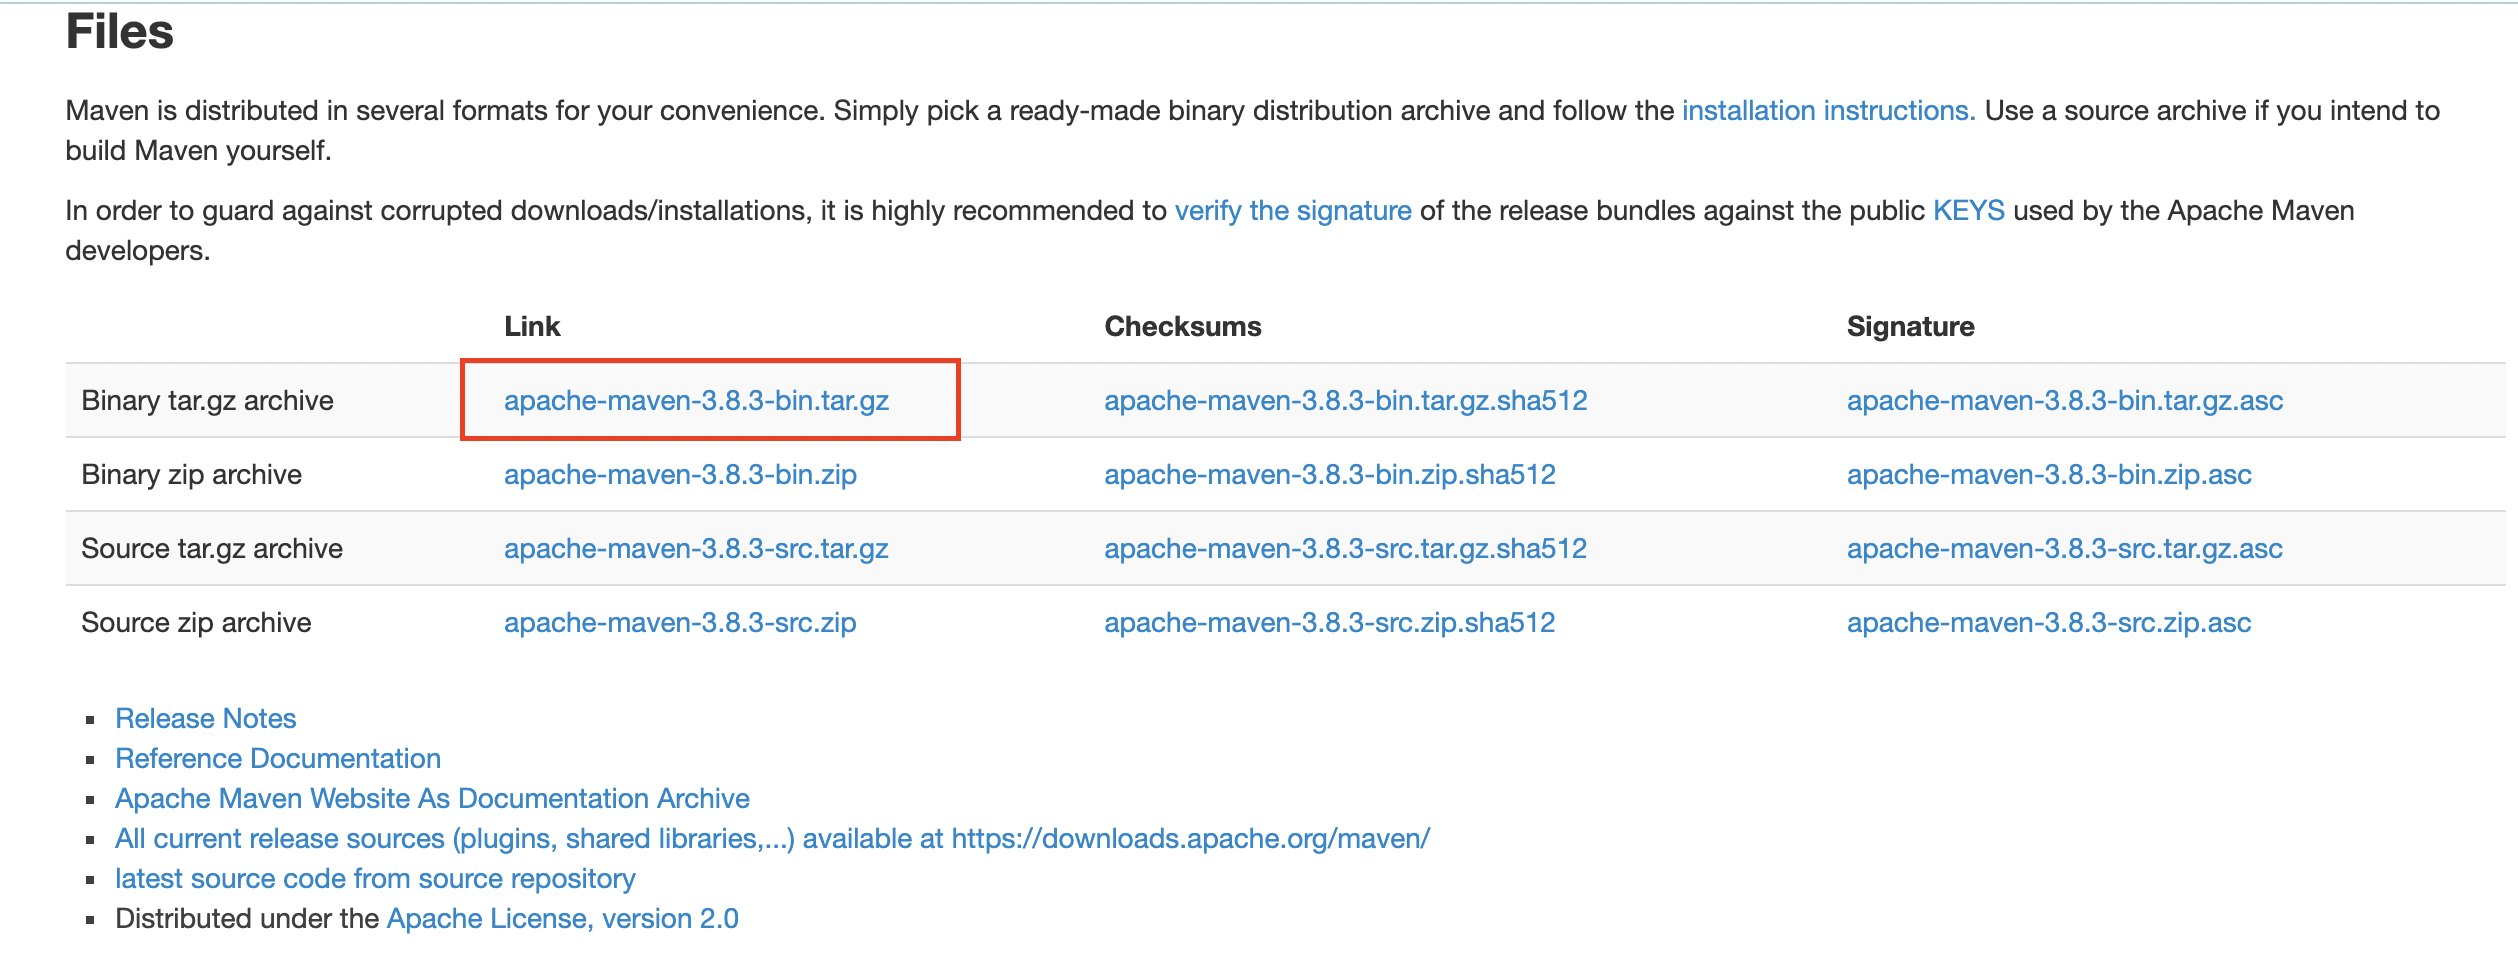 Files
Maven is distributed in several formats for your convenience. Simply pick a ready-made binary distribution archive and follow the installation instructions. Use a source archive if you intend to
build Maven yourself.
In order to guard against corrupted downloads/installations, it is highly recommended to verify the signature of the release bundles against the public KEYS used by the Apache Maven
developers.
Link Checksums Signature
Binary tar.gz archive apache-maven-3.8.3-bin.tar.gz apache-maven-3.8.3-bin.tar.gz.sha512 apache-maven-3.8.3-bin.tar.gz.asc
Binary zip archive apache-maven-3.8.3-bin.zip apache-maven-3.8.3-bin.zip.sha512 apache-maven-3.8.3-bin.zip.asc
Source tar.gz archive apache-maven-3.8.3-src.tar.gz apache-maven-3.8.3-src.tar.gz.sha512 apache-maven-3.8.3-src.tar.gz.asc
Source zip archive apache-maven-3.8.3-src.zip apache-maven-3.8.3-src.zip.sha512 apache-maven-3.8.3-src.zip.asc
▪ Release Notes
▪ Reference Documentation
▪ Apache Maven Website As Documentation Archive
▪ All current release sources (plugins, shared libraries,...) available at https://downloads.apache.org/maven/
▪ latest source code from source repository
▪ Distributed under the Apache License, version 2.0